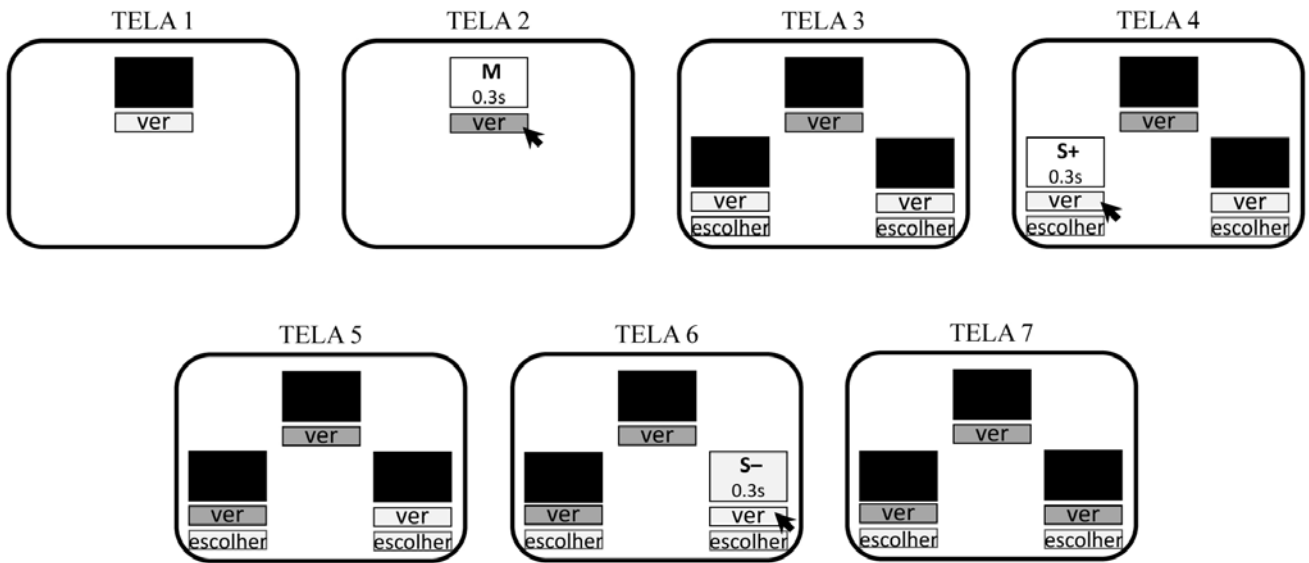 TELA 1
ver
TELA 2
M
0.3s
ver
TELA 3
ver
ver
escolher
ver
escolher
TELA 4
ver
S+
0.3s
ver
escolher
ver
escolher
TELA 5
ver
ver
escolher
ver
escolher
TELA 6
ver
ver
escolher
S–
0.3s
ver
escolher
TELA 7
ver
ver
escolher
ver
escolher